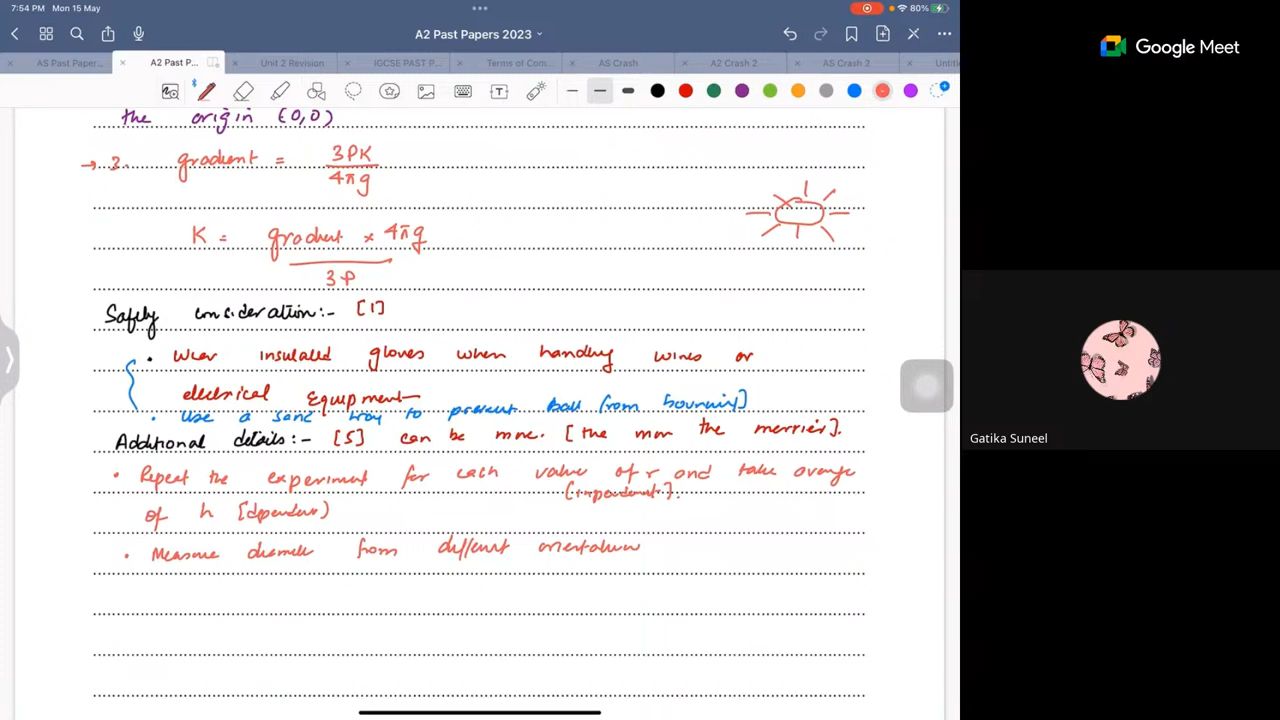 7:54 PM Mon 15 May
80%
A2 Past Papers 2023
Google Meet
AS Past Paper...
A2 Past P...
Unit 2 Revision
IGCSE PAST P...
Terms of Com...
AS Crash
A2 Crash 2
AS Crash 2
Untitl
the origin (0,0)
→ 3. gradient = 3PK
4πg
K = gradient × 4πg
3P
Safety consideration:- [1]
• Wear insulated gloves when handling wires or
electrical equipment
• use a sand tray to prevent ball from bouncing]
Additional details:- [5] can be more. [the more the merrier].
• Repeat the experiment for each value of r and take average
[independent].
of h [dependent)
• Measure diameter from different orientations
Gatika Suneel